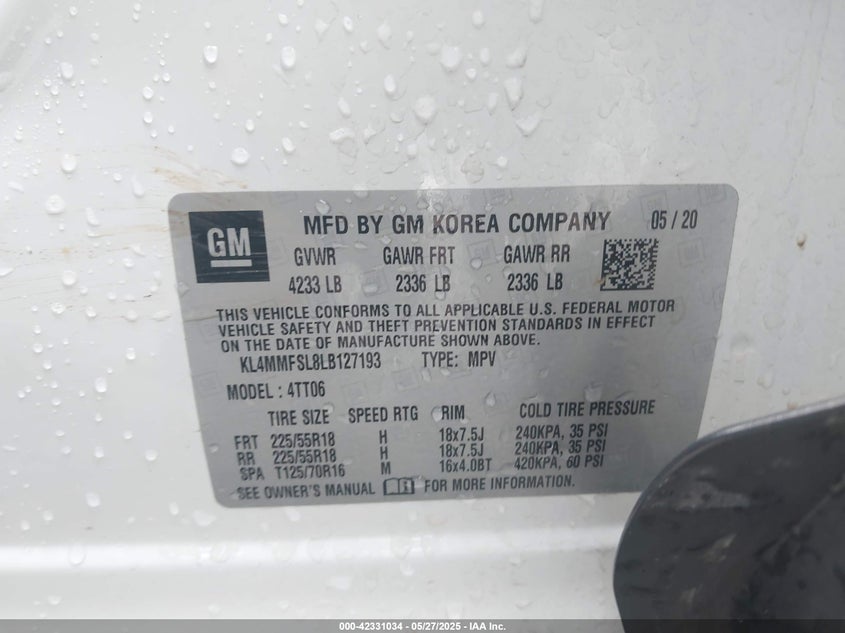 GM
MFD BY GM KOREA COMPANY 05 / 20
GVWR GAWR FRT GAWR RR
4233 LB 2336 LB 2336 LB
THIS VEHICLE CONFORMS TO ALL APPLICABLE U.S. FEDERAL MOTOR
VEHICLE SAFETY AND THEFT PREVENTION STANDARDS IN EFFECT
ON THE DATE OF MANUFACTURE SHOWN ABOVE.
KL4MMFSL8LB127193 TYPE: MPV
MODEL: 4TT06
TIRE SIZE SPEED RTG RIM COLD TIRE PRESSURE
FRT 225/55R18 H 18x7.5J 240KPA, 35 PSI
RR 225/55R18 H 18x7.5J 240KPA, 35 PSI
SPA T125/70R16 M 16x4.0BT 420KPA, 60 PSI
SEE OWNER'S MANUAL FOR MORE INFORMATION.
000-42331034 - 05/27/2025 - IAA Inc.